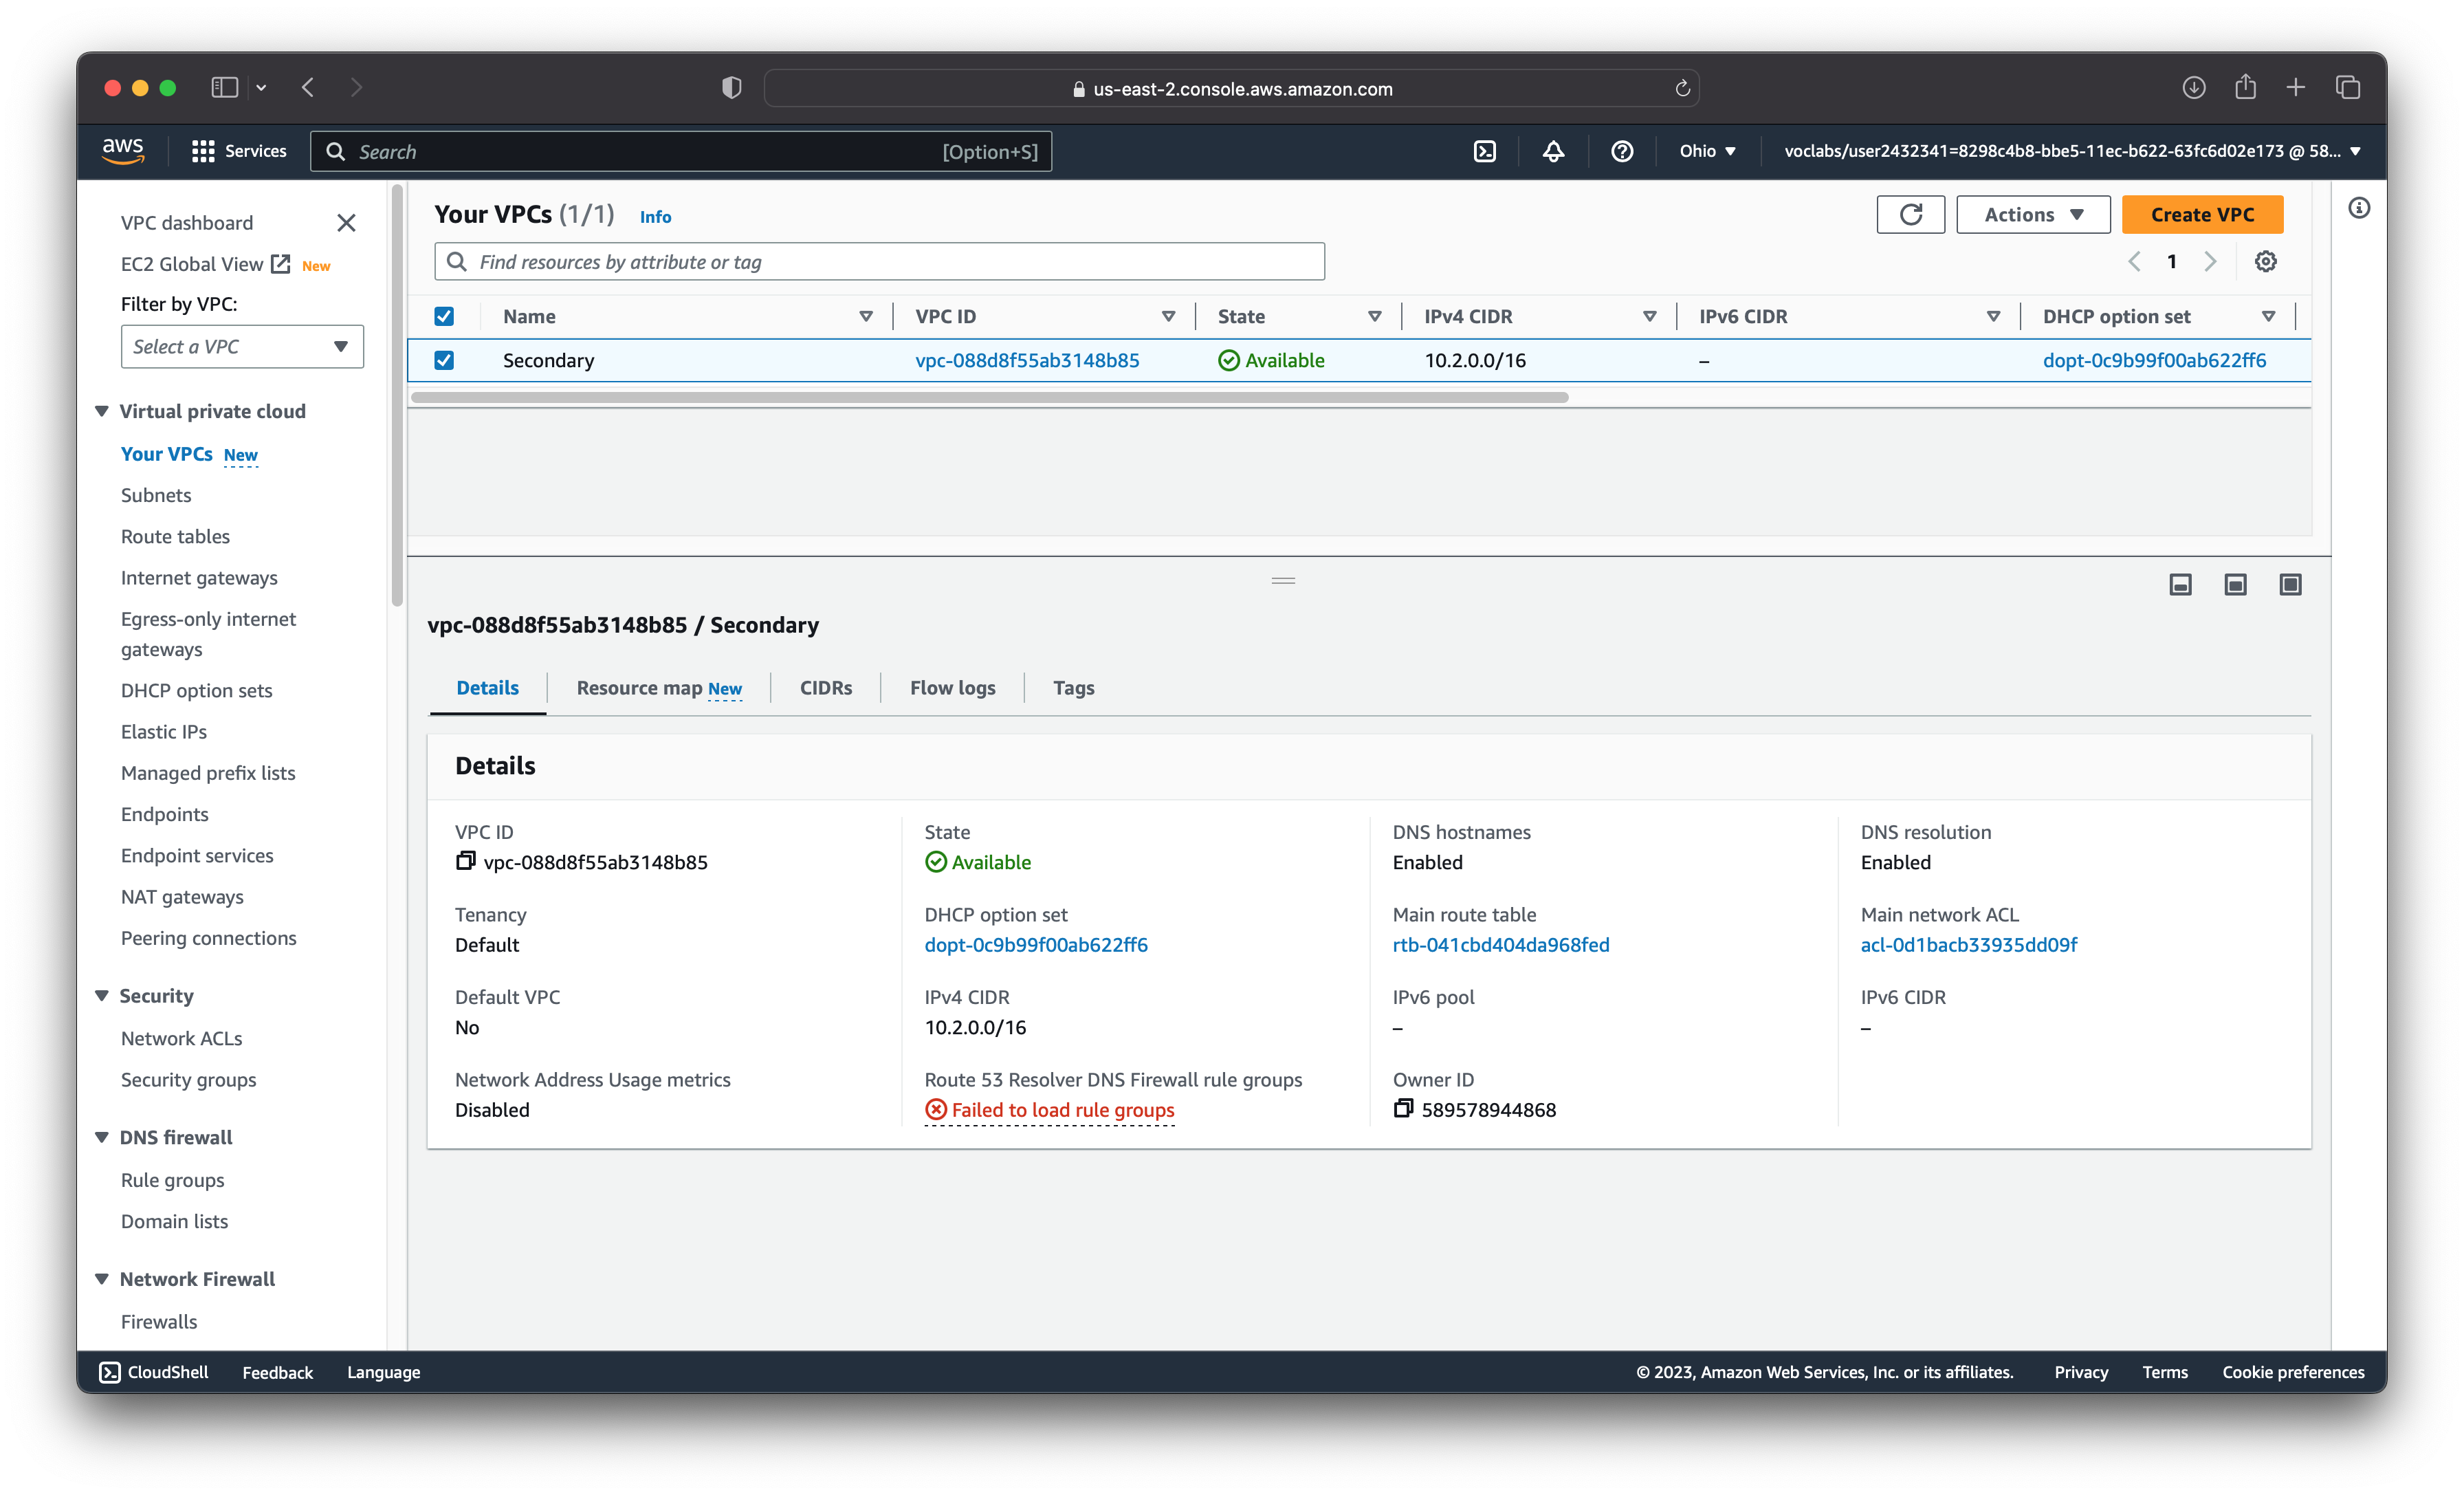 us-east-2.console.aws.amazon.com
aws
Services
Search
[Option+S]
Ohio
voclabs/user2432341=8298c4b8-bbe5-11ec-b622-63fc6d02e173 @ 58...
VPC dashboard
EC2 Global View New
Filter by VPC:
Select a VPC
Virtual private cloud
Your VPCs New
Subnets
Route tables
Internet gateways
Egress-only internet
gateways
DHCP option sets
Elastic IPs
Managed prefix lists
Endpoints
Endpoint services
NAT gateways
Peering connections
Security
Network ACLs
Security groups
DNS firewall
Rule groups
Domain lists
Network Firewall
Firewalls
Your VPCs (1/1) Info
Actions
Create VPC
Find resources by attribute or tag
1
Name VPC ID State IPv4 CIDR IPv6 CIDR DHCP option set
Secondary vpc-088d8f55ab3148b85 Available 10.2.0.0/16 – dopt-0c9b99f00ab622ff6
vpc-088d8f55ab3148b85 / Secondary
Details Resource map New CIDRs Flow logs Tags
Details
VPC ID
vpc-088d8f55ab3148b85
State
Available
DNS hostnames
Enabled
DNS resolution
Enabled
Tenancy
Default
DHCP option set
dopt-0c9b99f00ab622ff6
Main route table
rtb-041cbd404da968fed
Main network ACL
acl-0d1bacb33935dd09f
Default VPC
No
IPv4 CIDR
10.2.0.0/16
IPv6 pool
–
IPv6 CIDR
–
Network Address Usage metrics
Disabled
Route 53 Resolver DNS Firewall rule groups
Failed to load rule groups
Owner ID
589578944868
CloudShell Feedback Language
© 2023, Amazon Web Services, Inc. or its affiliates. Privacy Terms Cookie preferences